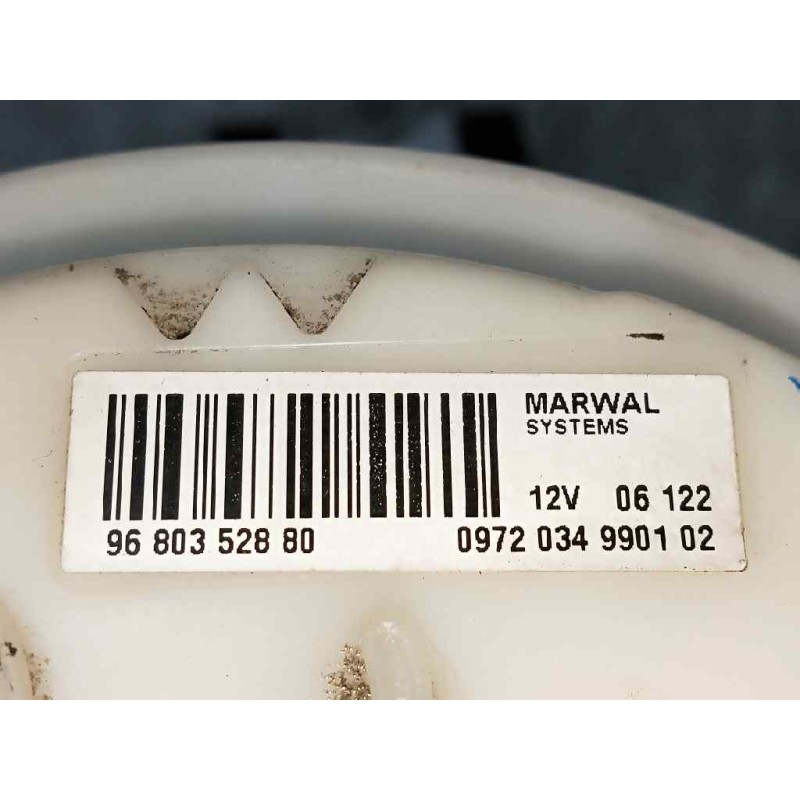 MARWAL
SYSTEMS
12V 06 122
96 803 528 80
0972 034 9901 02